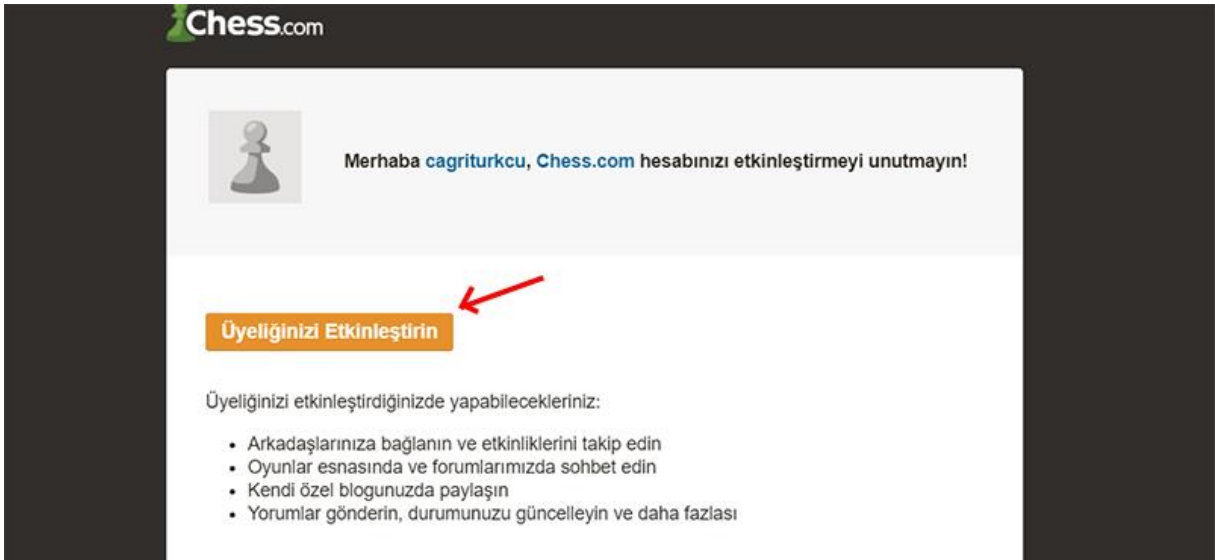 Chess.com
Merhaba cagriturkcu, Chess.com hesabınızı etkinleştirmeyi unutmayın!
Üyeliğinizi Etkinleştirin
Üyeliğinizi etkinleştirdiğinizde yapabilecekleriniz:
• Arkadaşlarınıza bağlanın ve etkinliklerini takip edin
• Oyunlar esnasında ve forumlarımızda sohbet edin
• Kendi özel blogunuzda paylaşın
• Yorumlar gönderin, durumunuzu güncelleyin ve daha fazlası